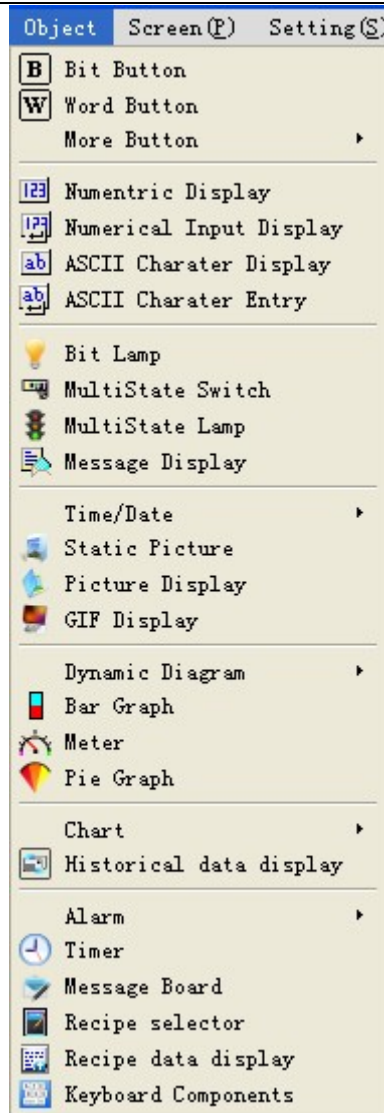 Object Screen(P) Setting(S)
B Bit Button
W Word Button
More Button
123 Numentric Display
123 Numerical Input Display
ab ASCII Charater Display
ab ASCII Charater Entry
Bit Lamp
MultiState Switch
MultiState Lamp
Message Display
Time/Date
Static Picture
Picture Display
GIF Display
Dynamic Diagram
Bar Graph
Meter
Pie Graph
Chart
Historical data display
Alarm
Timer
Message Board
Recipe selector
Recipe data display
Keyboard Components